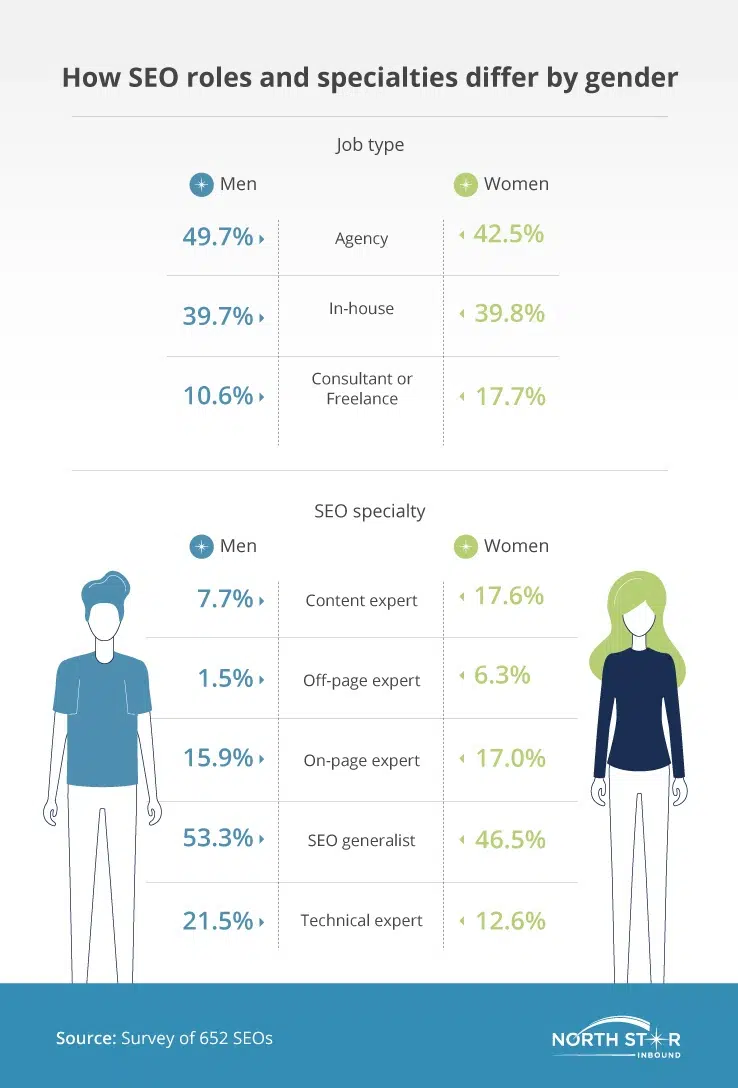 How SEO roles and specialties differ by gender
Job type
Men Women
49.7% Agency 42.5%
39.7% In-house 39.8%
10.6% Consultant or Freelance 17.7%
SEO specialty
Men Women
7.7% Content expert 17.6%
1.5% Off-page expert 6.3%
15.9% On-page expert 17.0%
53.3% SEO generalist 46.5%
21.5% Technical expert 12.6%
Source: Survey of 652 SEOs
NORTH STAR
INBOUND